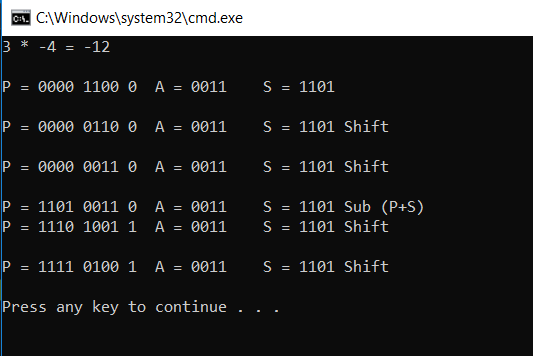 C:\Windows\system32\cmd.exe
3 * -4 = -12
P = 0000 1100 0  A = 0011    S = 1101
P = 0000 0110 0  A = 0011    S = 1101 Shift
P = 0000 0011 0  A = 0011    S = 1101 Shift
P = 1101 0011 0  A = 0011    S = 1101 Sub (P+S)
P = 1110 1001 1  A = 0011    S = 1101 Shift
P = 1111 0100 1  A = 0011    S = 1101 Shift
Press any key to continue . . .